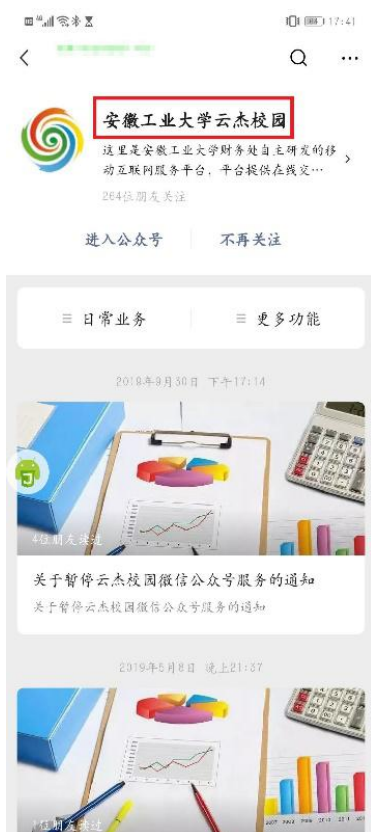 17:41
安徽工业大学云杰校园
这里是安徽工业大学财务处自主研发的移
动互联网服务平台，平台提供在线交…
264位朋友关注
进入公众号 不再关注
日常业务 更多功能
2019年9月30日 下午17:14
4位朋友读过
关于暂停云杰校园微信公众号服务的通知
关于暂停云杰校园微信公众号服务的通知
2019年5月8日 晚上21:37
位朋友读过